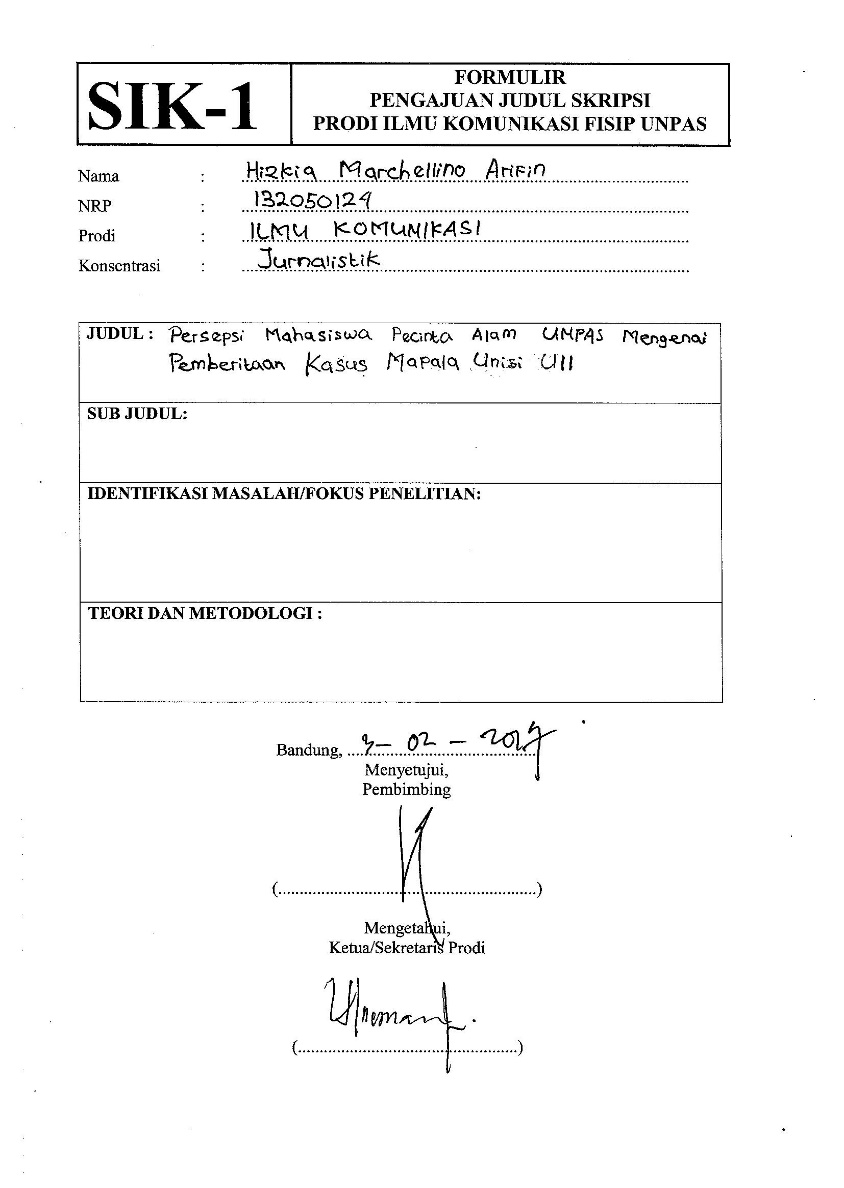 SIK-1
FORMULIR
PENGAJUAN JUDUL SKRIPSI
PRODI ILMU KOMUNIKASI FISIP UNPAS
Nama : Hizkia Marchellino Arifin
NRP : 132050129
Prodi : ILMU KOMUNIKASI
Konsentrasi : Jurnalistik
JUDUL : Persepsi Mahasiswa Pecinta Alam UNPAS Mengenai
Pemberitaan Kasus Mapala Unisi UII
SUB JUDUL:
IDENTIFIKASI MASALAH/FOKUS PENELITIAN:
TEORI DAN METODOLOGI :
Bandung, 3-02-2017
Menyetujui,
Pembimbing
(............................................................)
Mengetahui,
Ketua/Sekretaris Prodi
(...................................................)